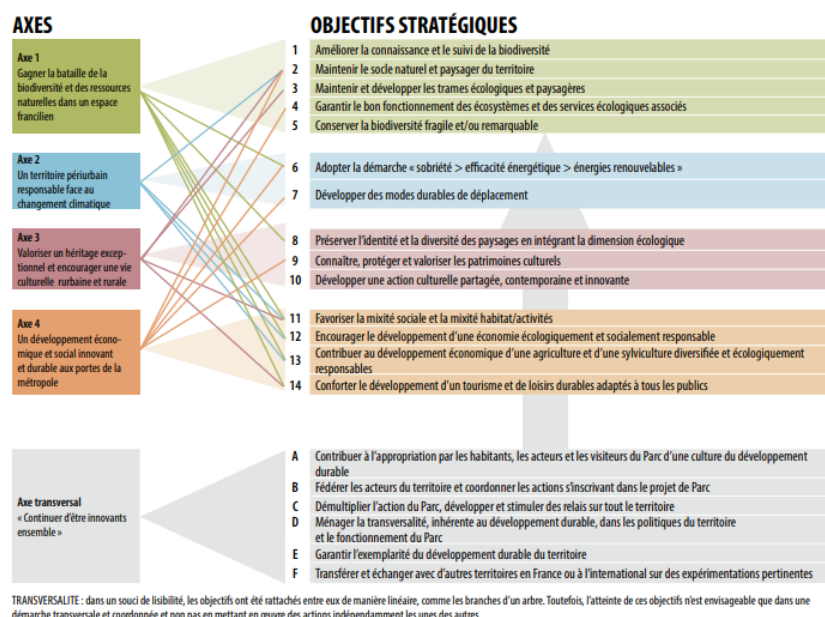 AXES
OBJECTIFS STRATÉGIQUES
Axe 1
Gagner la bataille de la
biodiversité et des ressources
naturelles dans un espace
francilien
1 Améliorer la connaissance et le suivi de la biodiversité
2 Maintenir le socle naturel et paysager du territoire
3 Maintenir et développer les trames écologiques et paysagères
4 Garantir le bon fonctionnement des écosystèmes et des services écologiques associés
5 Conserver la biodiversité fragile et/ou remarquable
Axe 2
Un territoire périurbain
responsable face au
changement climatique
6 Adopter la démarche « sobriété > efficacité énergétique > énergies renouvelables »
7 Développer des modes durables de déplacement
Axe 3
Valoriser un héritage excep-
tionnel et encourager une vie
culturelle rurbaine et rurale
8 Préserver l'identité et la diversité des paysages en intégrant la dimension écologique
9 Connaître, protéger et valoriser les patrimoines culturels
10 Développer une action culturelle partagée, contemporaine et innovante
Axe 4
Un développement écono-
mique et social innovant
et durable aux portes de la
métropole
11 Favoriser la mixité sociale et la mixité habitat/activités
12 Encourager le développement d'une économie écologiquement et socialement responsable
13 Contribuer au développement économique d'une agriculture et d'une sylviculture diversifiée et écologiquement
responsables
14 Conforter le développement d'un tourisme et de loisirs durables adaptés à tous les publics
Axe transversal
« Continuer d'être innovants
ensemble »
A Contribuer à l'appropriation par les habitants, les acteurs et les visiteurs du Parc d'une culture du développement
durable
B Fédérer les acteurs du territoire et coordonner les actions s'inscrivant dans le projet de Parc
C Démultiplier l'action du Parc, développer et stimuler des relais sur tout le territoire
D Ménager la transversalité, inhérente au développement durable, dans les politiques du territoire
et le fonctionnement du Parc
E Garantir l'exemplarité du développement durable du territoire
F Transférer et échanger avec d'autres territoires en France ou à l'international sur des expérimentations pertinentes
TRANSVERSALITE : dans un souci de lisibilité, les objectifs ont été rattachés entre eux de manière linéaire, comme les branches d'un arbre. Toutefois, l'atteinte de ces objectifs n'est envisageable que dans une
démarche transversale et coordonnée et non pas en mettant en œuvre des actions indépendamment les unes des autres